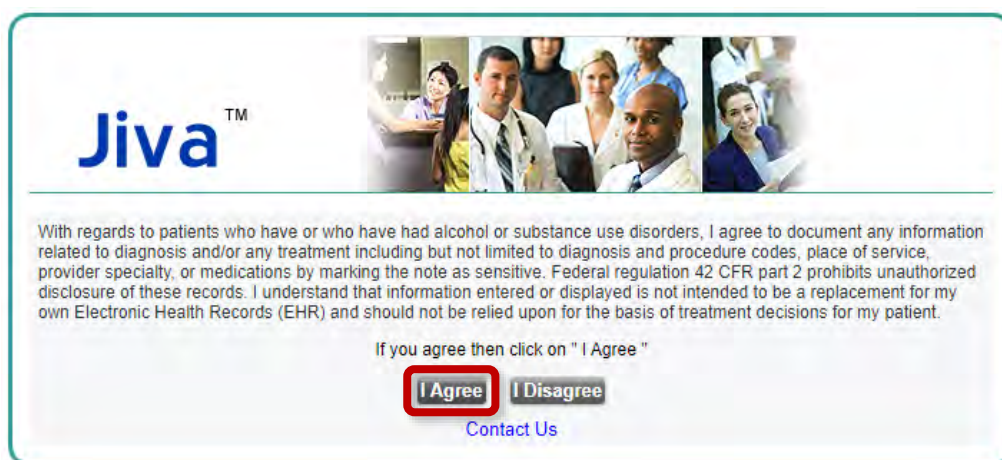 Jiva™
With regards to patients who have or who have had alcohol or substance use disorders, I agree to document any information
related to diagnosis and/or any treatment including but not limited to diagnosis and procedure codes, place of service,
provider specialty, or medications by marking the note as sensitive. Federal regulation 42 CFR part 2 prohibits unauthorized
disclosure of these records. I understand that information entered or displayed is not intended to be a replacement for my
own Electronic Health Records (EHR) and should not be relied upon for the basis of treatment decisions for my patient.
If you agree then click on " I Agree "
I Agree I Disagree
Contact Us